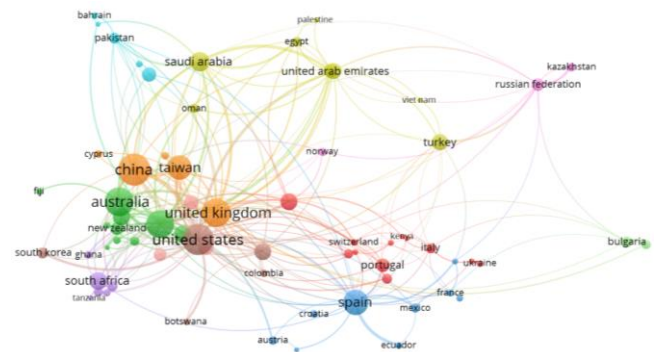 bahrain
palestine
pakistan
egypt
saudi arabia
united arab emirates
kazakhstan
russian federation
oman
viet nam
turkey
cyprus
norway
china
taiwan
fiji
australia
united kingdom
new zealand
united states
switzerland
kenya
italy
bulgaria
south korea
ghana
portugal
ukraine
colombia
south africa
tanzania
france
spain
mexico
croatia
botswana
austria
ecuador